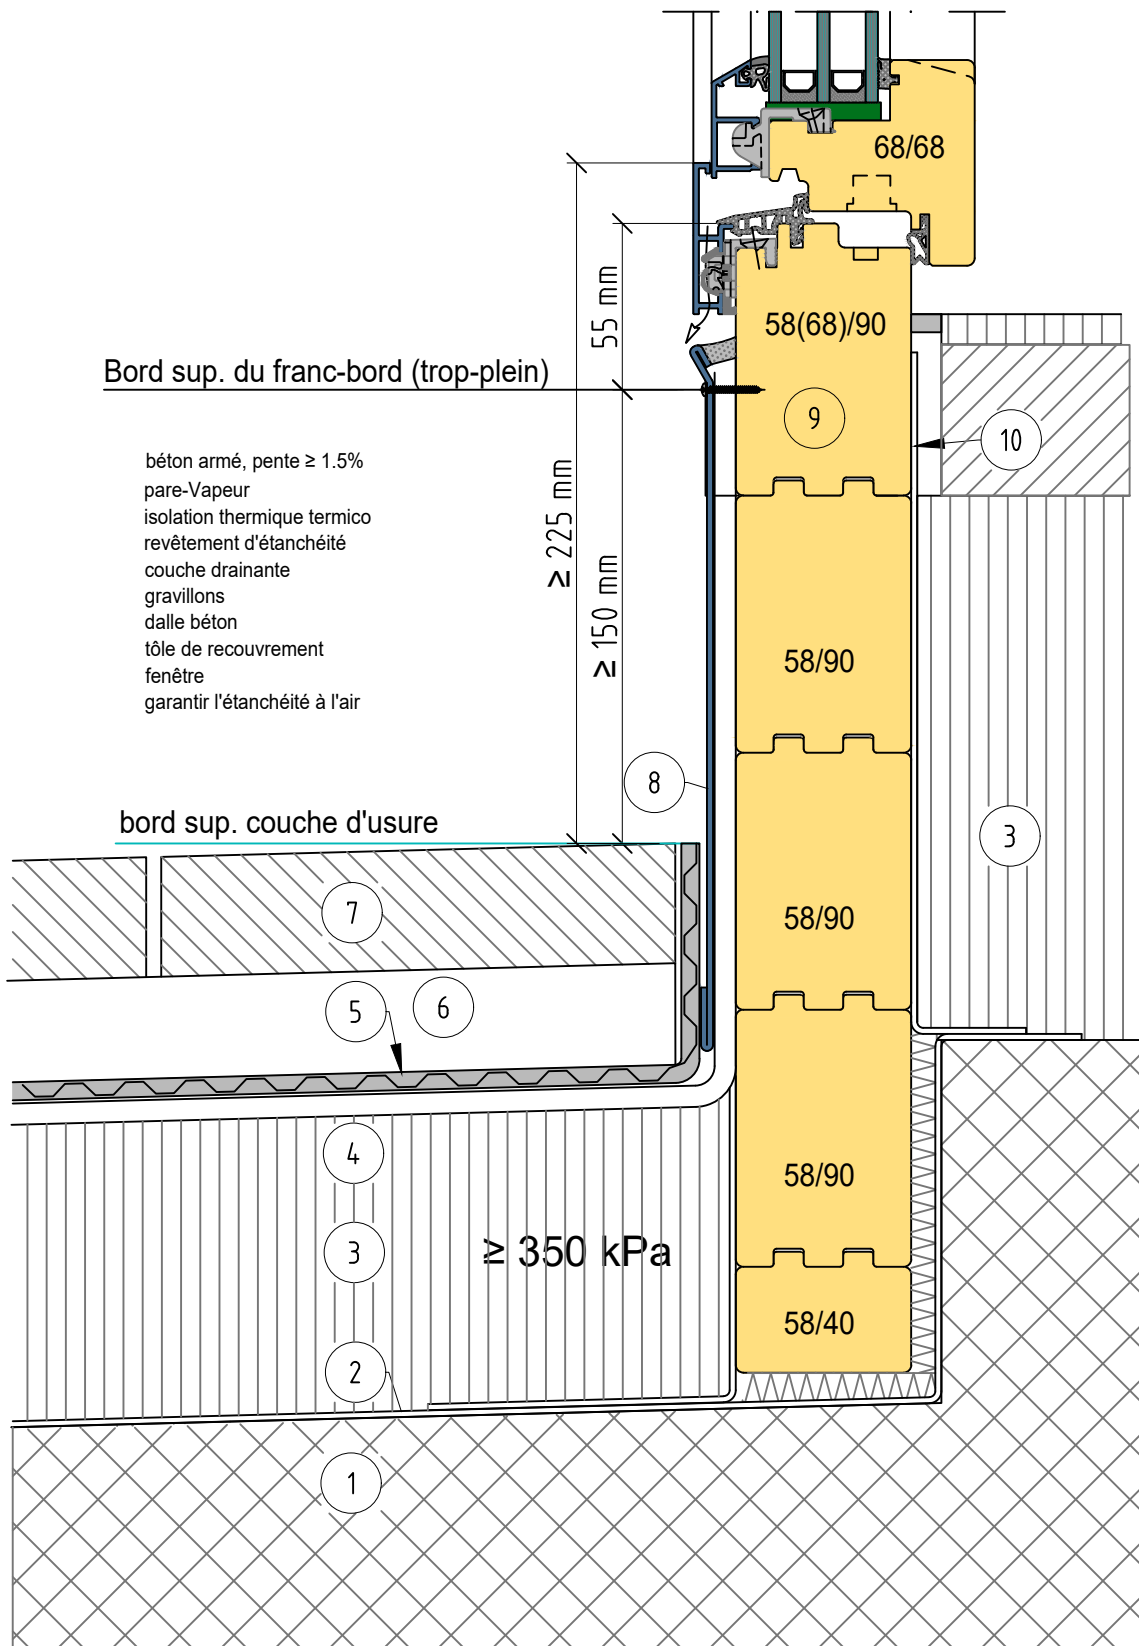 68/68
55 mm
58(68)/90
Bord sup. du franc-bord (trop-plein)
9
10
béton armé, pente ≥ 1.5%
pare-Vapeur
isolation thermique termico
revêtement d'étanchéité
couche drainante
gravillons
dalle béton
tôle de recouvrement
fenêtre
garantir l'étanchéité à l'air
≥ 225 mm
≥ 150 mm
58/90
8
bord sup. couche d'usure
3
7
58/90
5
6
4
58/90
3
≥ 350 kPa
58/40
2
1